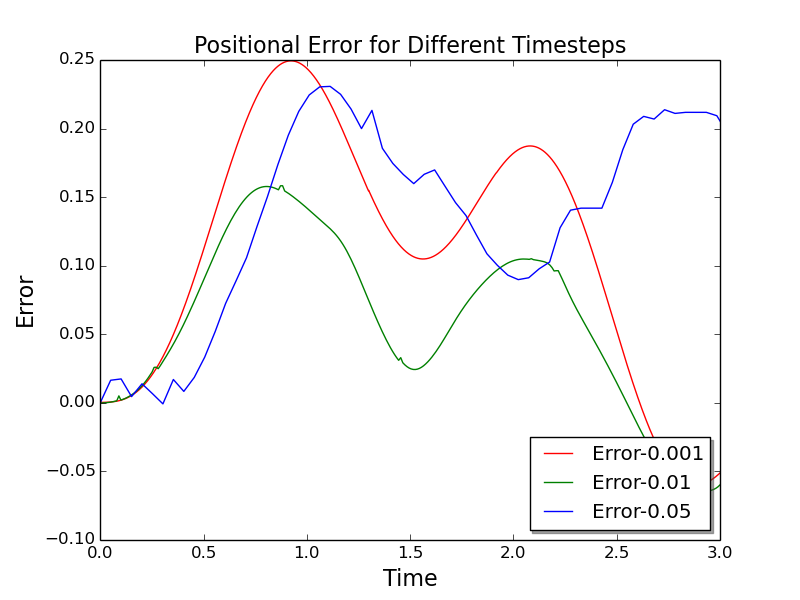 Positional Error for Different Timesteps
0.25
0.20
0.15
0.10
0.05
0.00
−0.05
−0.10
Error
0.0 0.5 1.0 1.5 2.0 2.5 3.0
Time
Error-0.001
Error-0.01
Error-0.05